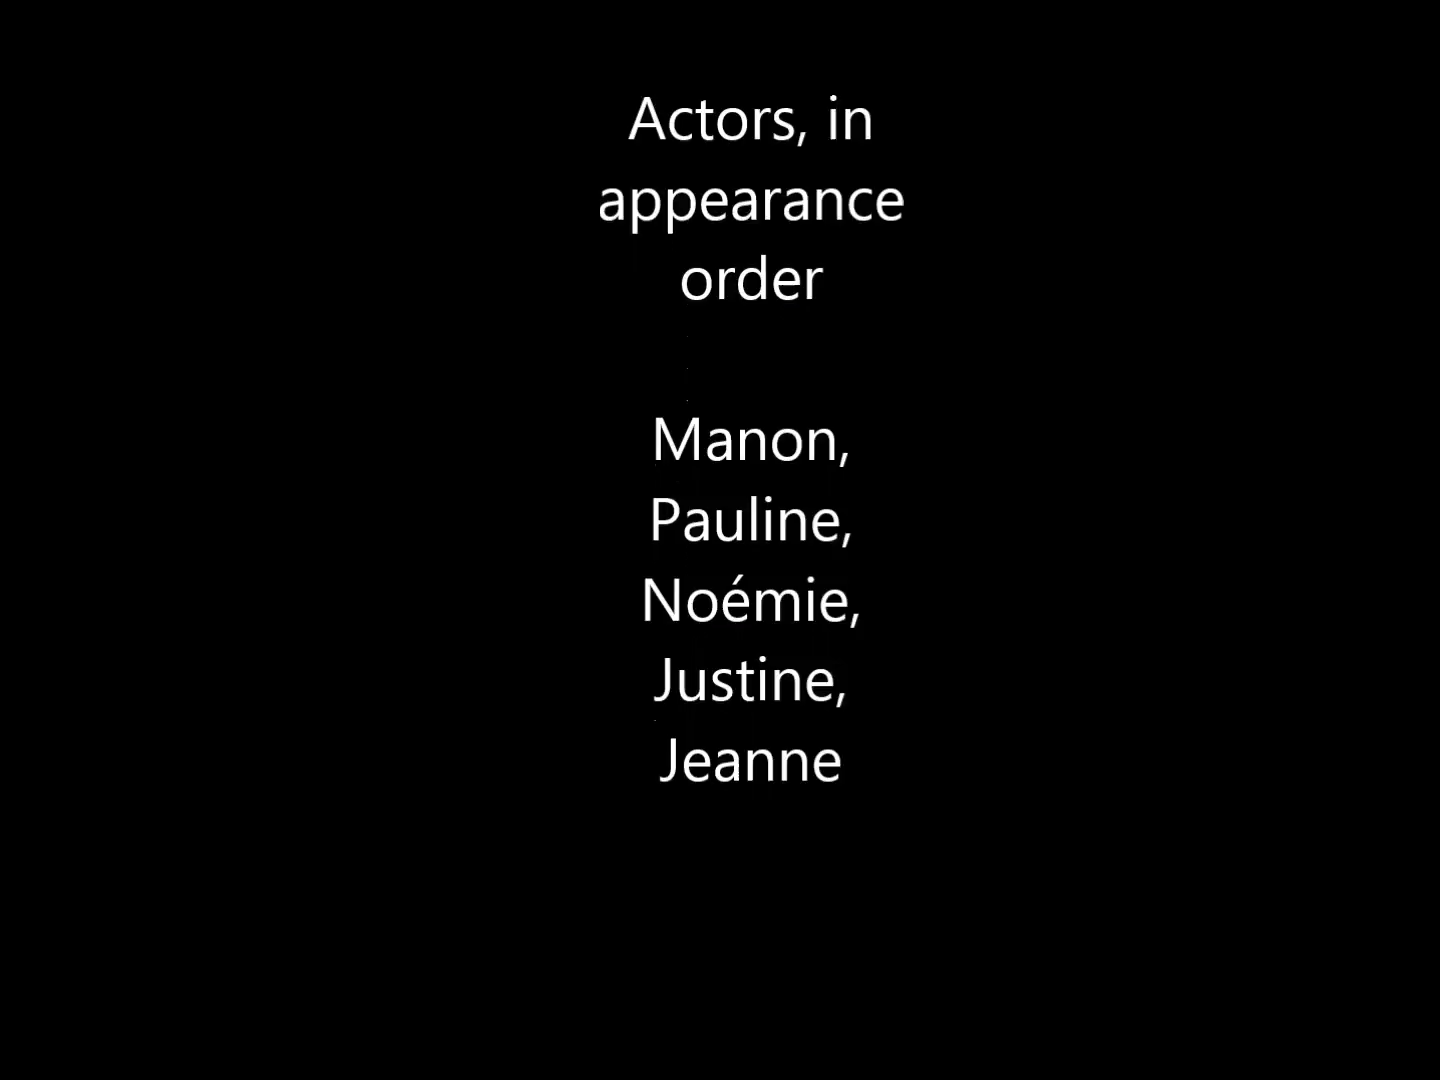 Actors, in
appearance
order
Manon,
Pauline,
Noémie,
Justine,
Jeanne